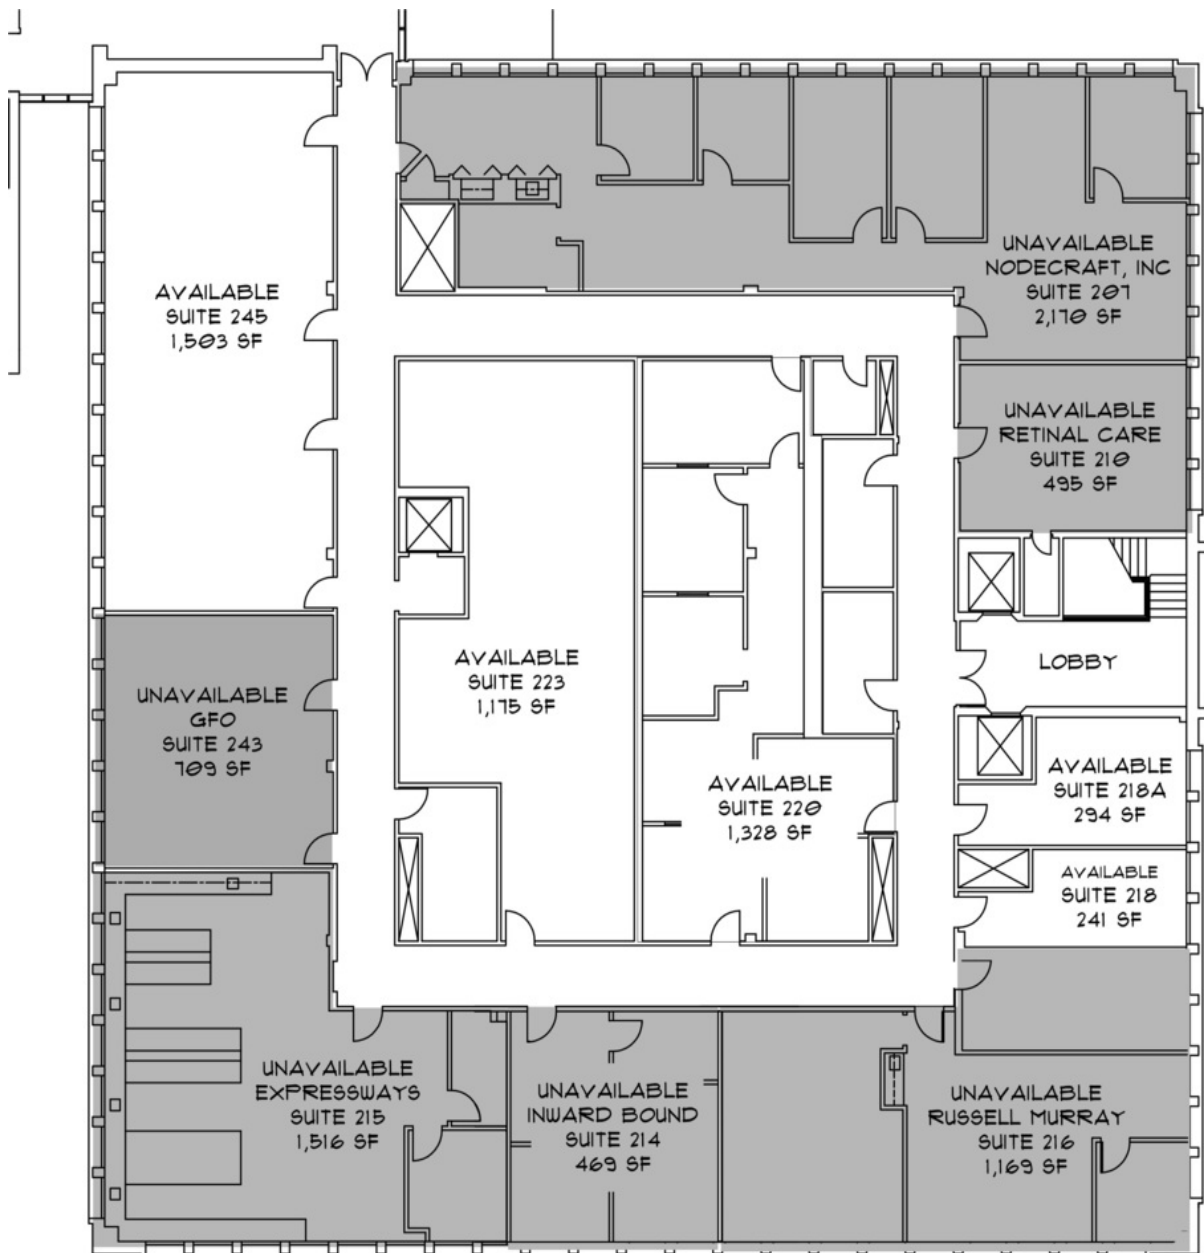 UNAVAILABLE
NODECRAFT, INC
SUITE 207
2,170 SF
AVAILABLE
SUITE 245
1,503 SF
UNAVAILABLE
RETINAL CARE
SUITE 210
495 SF
AVAILABLE
SUITE 223
1,175 SF
LOBBY
UNAVAILABLE
GFO
SUITE 243
709 SF
AVAILABLE
SUITE 218A
294 SF
AVAILABLE
SUITE 220
1,328 SF
AVAILABLE
SUITE 218
241 SF
UNAVAILABLE
EXPRESSWAYS
SUITE 215
1,516 SF
UNAVAILABLE
INWARD BOUND
SUITE 214
469 SF
UNAVAILABLE
RUSSELL MURRAY
SUITE 216
1,169 SF